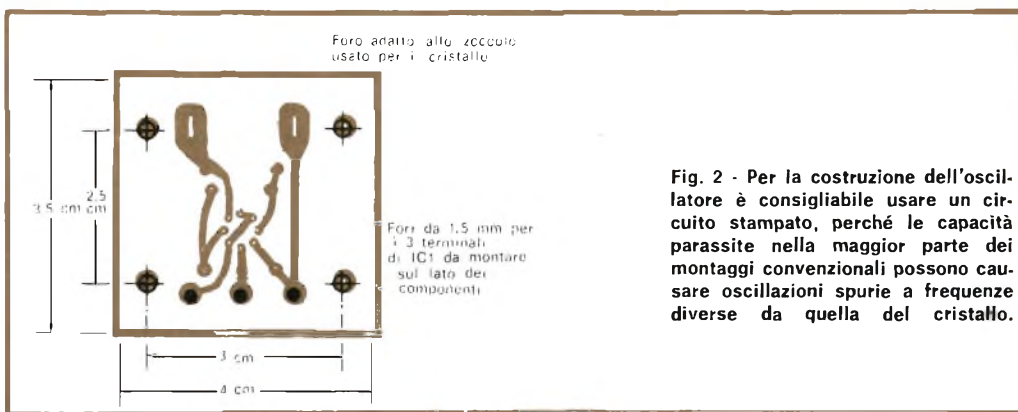 Foro adatto allo zoccolo
usato per il cristallo
2.5
3.5 cm cm
Fori da 1.5 mm per
i 3 terminali
di IC1 da montare
sul lato dei
componenti
3 cm
4 cm
Fig. 2 - Per la costruzione dell'oscil-
latore è consigliabile usare un cir-
cuito stampato, perché le capacità
parassite nella maggior parte dei
montaggi convenzionali possono cau-
sare oscillazioni spurie a frequenze
diverse da quella del cristallo.